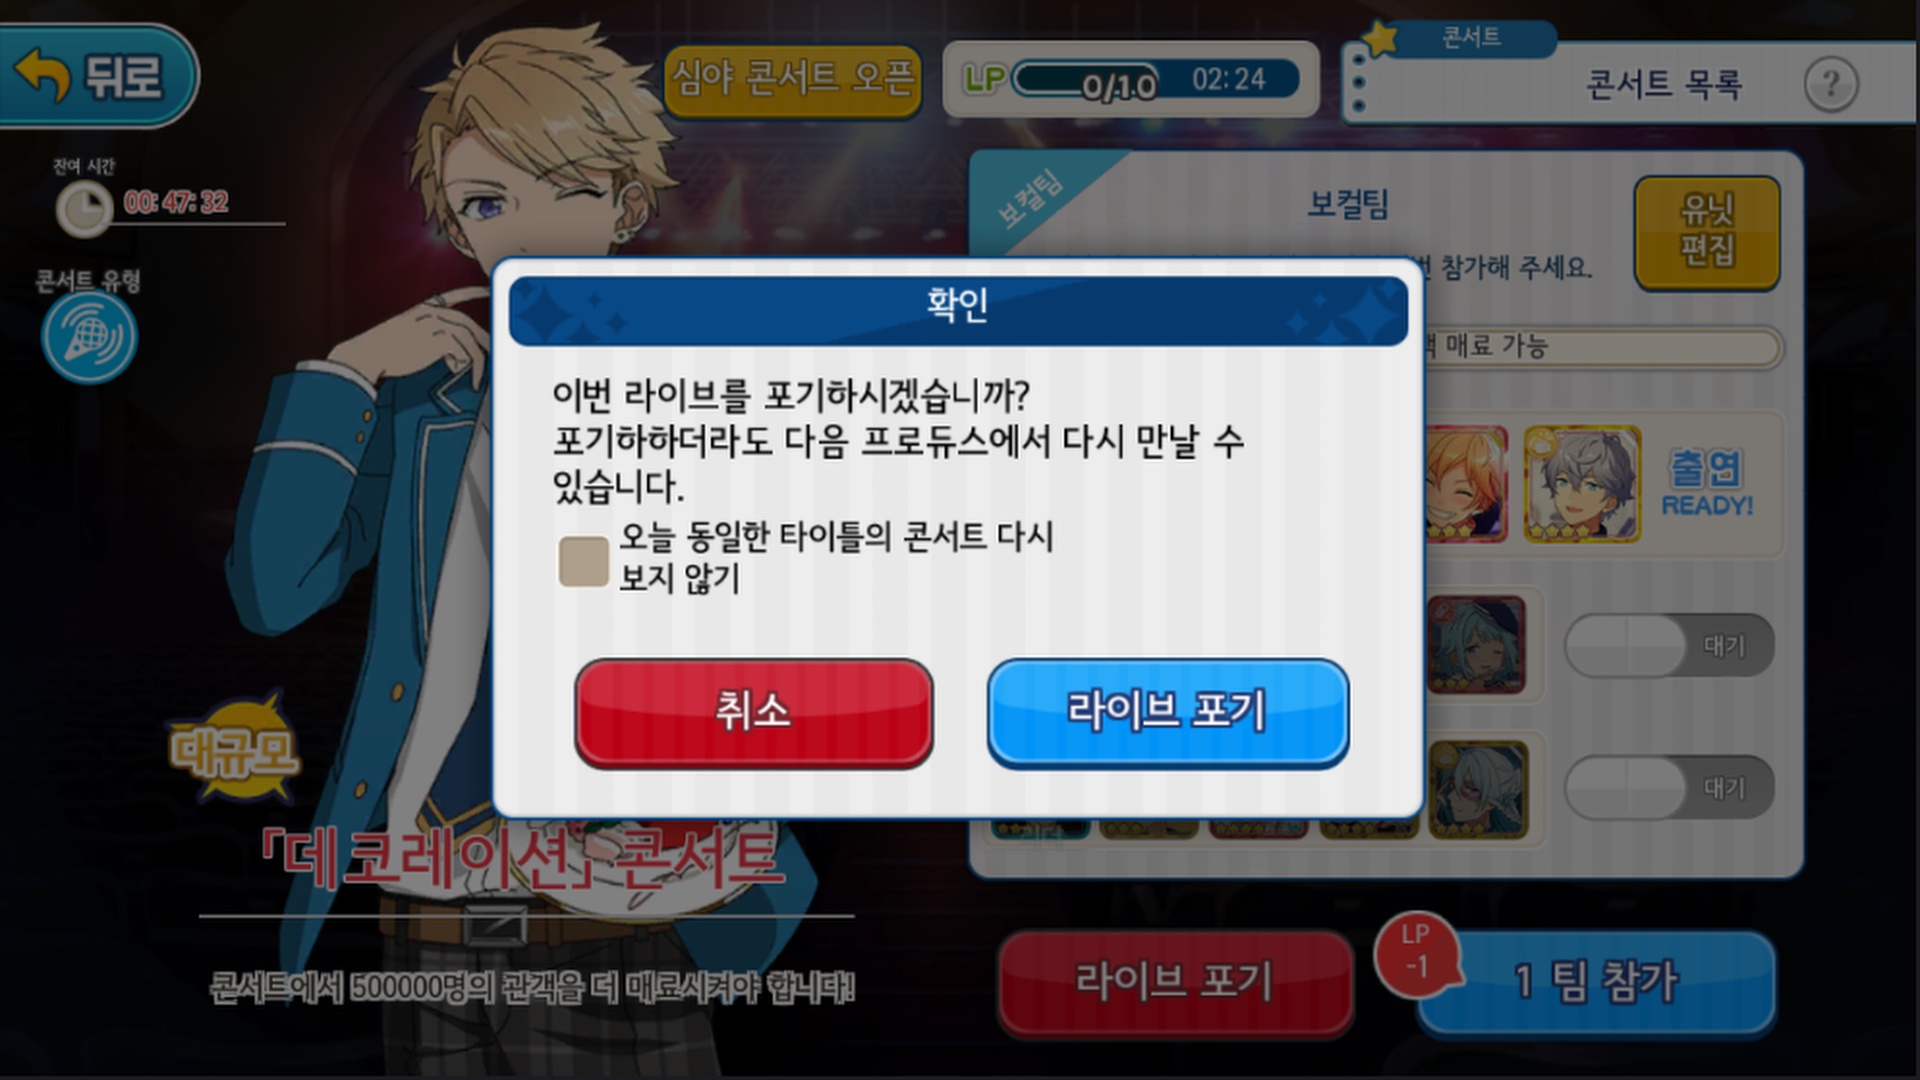 뒤로
심야 콘서트 오픈
LP 0/10 02:24
콘서트
콘서트 목록
?
잔여 시간
00:47:32
콘서트 유형
보컬팀
보컬팀
유닛
편집
참가해 주세요.
매료 가능
확인
이번 라이브를 포기하시겠습니까?
포기하하더라도 다음 프로듀스에서 다시 만날 수
있습니다.
오늘 동일한 타이틀의 콘서트 다시
보지 않기
취소
라이브 포기
출연
READY!
대기
대기
리더
대규모
「데코레이션」 콘서트
콘서트에서 500000명의 관객을 더 매료시켜야 합니다!
라이브 포기
LP
-1
1 팀 참가